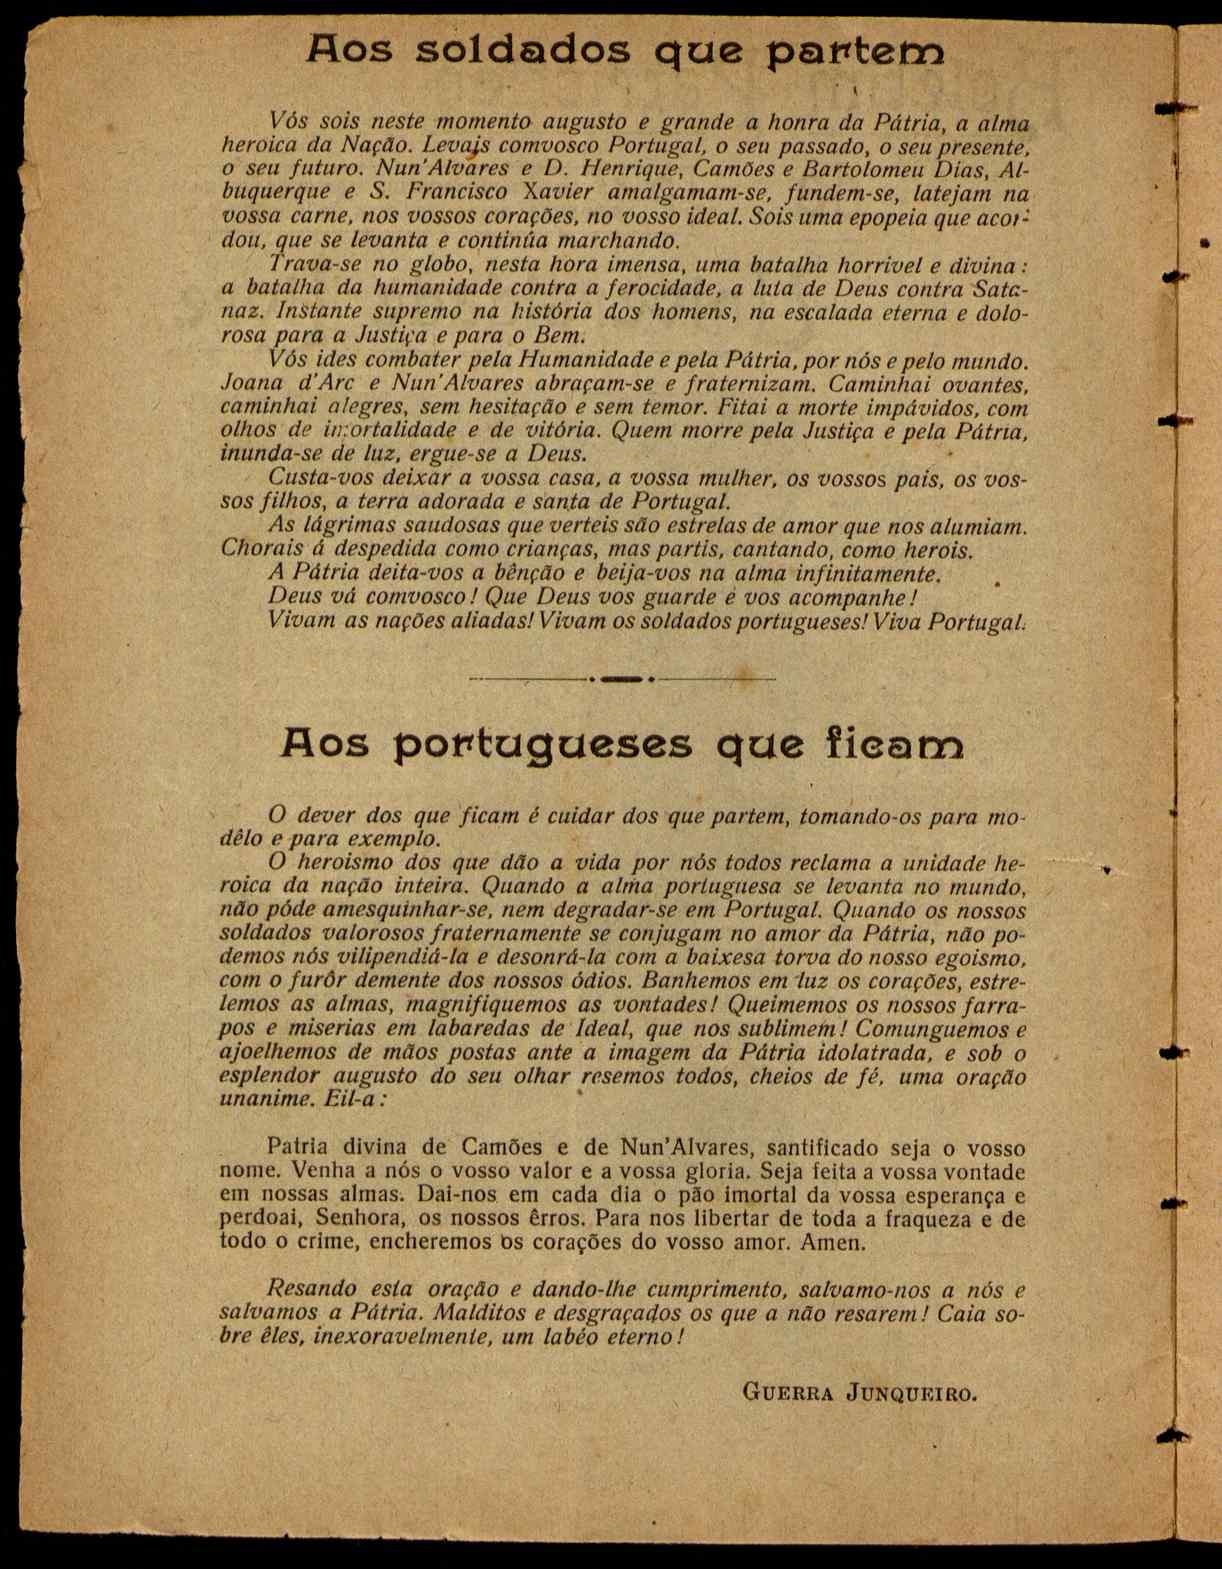 Aos soldados que partem
Vós sois neste momento augusto e grande a honra da Pátria, a alma
heroica da Nação. Levais comvosco Portugal, o seu passado, o seu presente,
o seu futuro. Nun'Alvares e D. Henrique, Camões e Bartolomeu Dias, Al-
buquerque e S. Francisco Xavier amalgamam-se, fundem-se, latejam na
vossa carne, nos vossos corações, no vosso ideal. Sois uma epopeia que acor-
dou, que se levanta e continúa marchando.
Trava-se no globo, nesta hora imensa, uma batalha horrivel e divina:
a batalha da humanidade contra a ferocidade, a luta de Deus contra Sata-
naz. Instante supremo na história dos homens, na escalada eterna e dolo-
rosa para a Justiça e para o Bem.
Vós ides combater pela Humanidade e pela Pátria, por nós e pelo mundo.
Joana d'Arc e Nun'Alvares abraçam-se e fraternizam. Caminhai ovantes,
caminhai alegres, sem hesitação e sem temor. Fitai a morte impávidos, com
olhos de imortalidade e de vitória. Quem morre pela Justiça e pela Pátria,
inunda-se de luz, ergue-se a Deus.
Custa-vos deixar a vossa casa, a vossa mulher, os vossos pais, os vos-
sos filhos, a terra adorada e santa de Portugal.
As lágrimas saudosas que verteis são estrelas de amor que nos alumiam.
Chorais á despedida como crianças, mas partis, cantando, como herois.
A Pátria deita-vos a bênção e beija-vos na alma infinitamente.
Deus vá comvosco! Que Deus vos guarde e vos acompanhe!
Vivam as nações aliadas! Vivam os soldados portugueses! Viva Portugal.
Aos portugueses que ficam
O dever dos que ficam é cuidar dos que partem, tomando-os para mo-
dêlo e para exemplo.
O heroismo dos que dão a vida por nós todos reclama a unidade he-
roica da nação inteira. Quando a alma portuguesa se levanta no mundo,
não póde amesquinhar-se, nem degradar-se em Portugal. Quando os nossos
soldados valorosos fraternamente se conjugam no amor da Pátria, não po-
demos nós vilipendiá-la e desonrá-la com a baixesa torva do nosso egoismo,
com o furôr demente dos nossos ódios. Banhemos em luz os corações, estre-
lemos as almas, magnifiquemos as vontades! Queimemos os nossos farra-
pos e miserias em labaredas de Ideal, que nos sublimem! Comunguemos e
ajoelhemos de mãos postas ante a imagem da Pátria idolatrada, e sob o
esplendor augusto do seu olhar resemos todos, cheios de fé, uma oração
unanime. Eil-a:
Patria divina de Camões e de Nun'Alvares, santificado seja o vosso
nome. Venha a nós o vosso valor e a vossa gloria. Seja feita a vossa vontade
em nossas almas. Dai-nos em cada dia o pão imortal da vossa esperança e
perdoai, Senhora, os nossos êrros. Para nos libertar de toda a fraqueza e de
todo o crime, encheremos os corações do vosso amor. Amen.
Resando esta oração e dando-lhe cumprimento, salvamo-nos a nós e
salvamos a Pátria. Malditos e desgraçados os que a não resarem! Caia so-
bre êles, inexoravelmente, um labéo eterno!
GUERRA JUNQUEIRO.